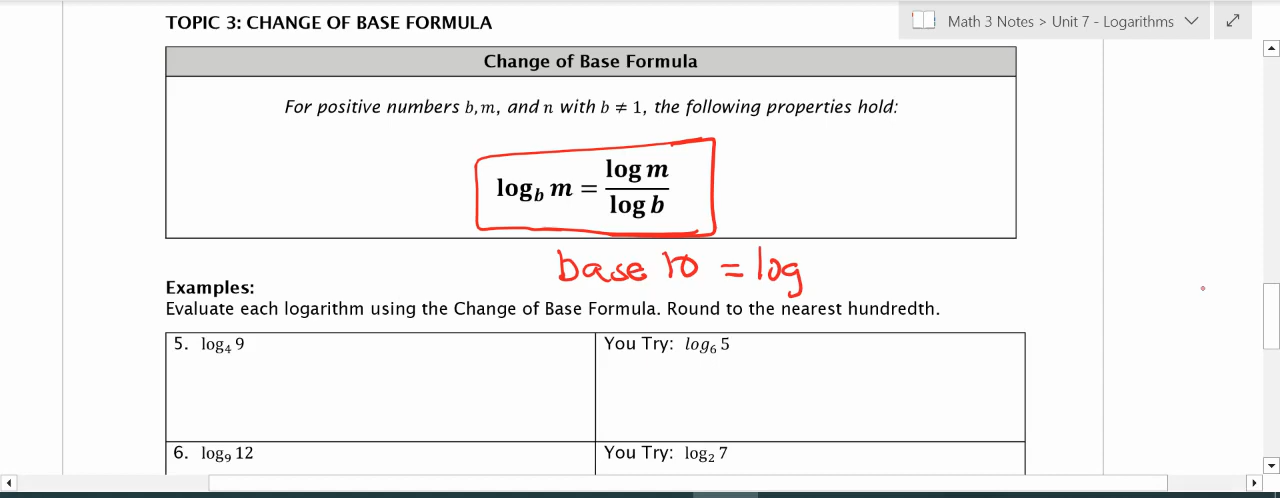 TOPIC 3: CHANGE OF BASE FORMULA
Math 3 Notes > Unit 7 - Logarithms
Change of Base Formula
For positive numbers b, m, and n with b ≠ 1, the following properties hold:
log_b m = log m / log b
base 10 = log
Examples:
Evaluate each logarithm using the Change of Base Formula. Round to the nearest hundredth.
5. log₄ 9
You Try: log₆ 5
6. log₉ 12
You Try: log₂ 7